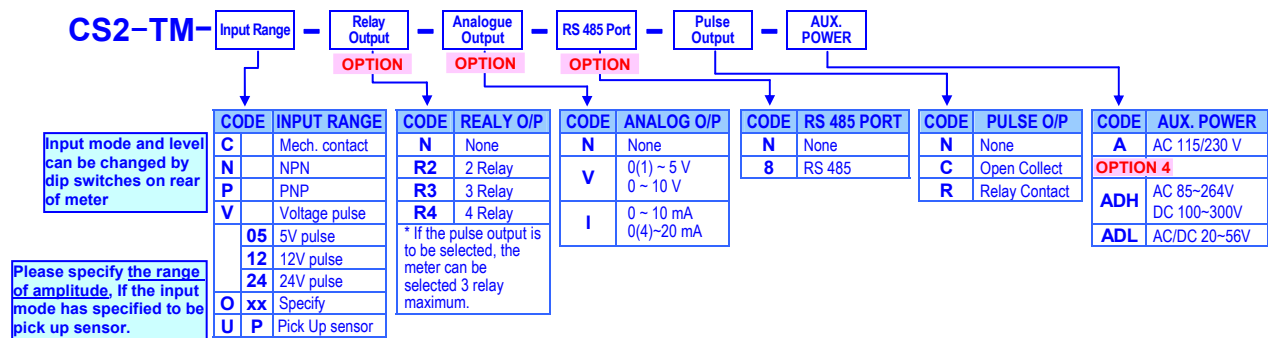 CS2-TM- Input Range – Relay Output – Analogue Output – RS 485 Port – Pulse Output – AUX. POWER
OPTION OPTION OPTION
Input mode and level
can be changed by
dip switches on rear
of meter
Please specify the range
of amplitude, If the input
mode has specified to be
pick up sensor.
CODE INPUT RANGE
C Mech. contact
N NPN
P PNP
V Voltage pulse
05 5V pulse
12 12V pulse
24 24V pulse
O xx Specify
U P Pick Up sensor
CODE REALY O/P
N None
R2 2 Relay
R3 3 Relay
R4 4 Relay
* If the pulse output is
to be selected, the
meter can be
selected 3 relay
maximum.
CODE ANALOG O/P
N None
V 0(1) ~ 5 V
0 ~ 10 V
I 0 ~ 10 mA
0(4)~20 mA
CODE RS 485 PORT
N None
8 RS 485
CODE PULSE O/P
N None
C Open Collect
R Relay Contact
CODE AUX. POWER
A AC 115/230 V
OPTION 4
ADH AC 85~264V
DC 100~300V
ADL AC/DC 20~56V